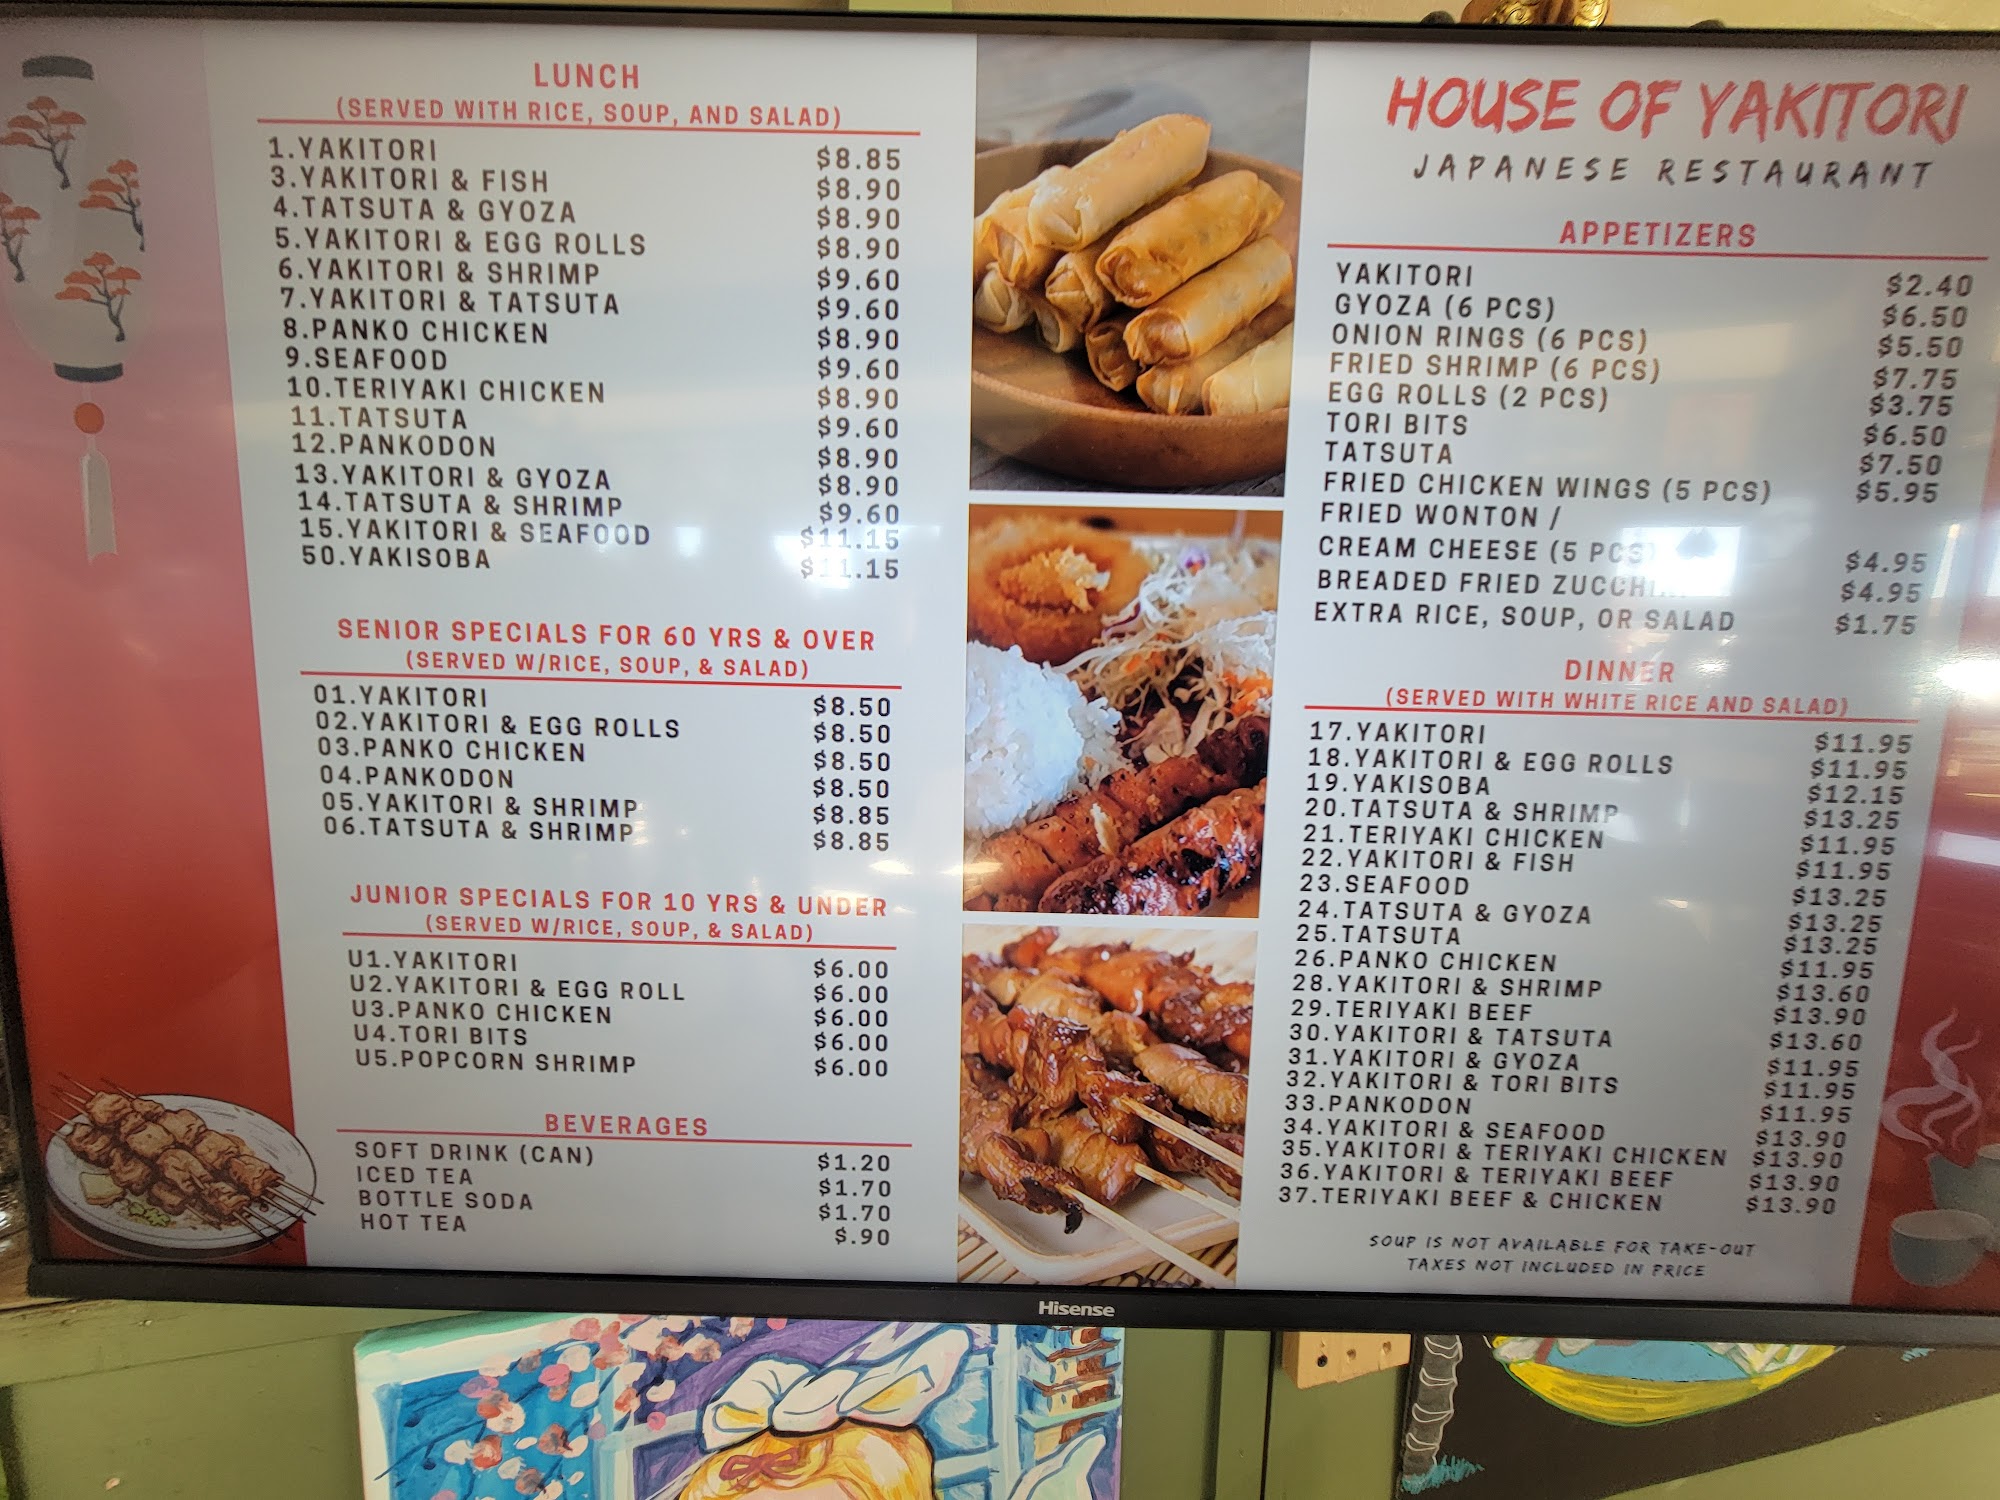 LUNCH
(SERVED WITH RICE, SOUP, AND SALAD)
1.YAKITORI $8.85
3.YAKITORI & FISH $8.90
4.TATSUTA & GYOZA $8.90
5.YAKITORI & EGG ROLLS $8.90
6.YAKITORI & SHRIMP $9.60
7.YAKITORI & TATSUTA $9.60
8.PANKO CHICKEN $8.90
9.SEAFOOD $9.60
10.TERIYAKI CHICKEN $8.90
11.TATSUTA $9.60
12.PANKODON $8.90
13.YAKITORI & GYOZA $8.90
14.TATSUTA & SHRIMP $9.60
15.YAKITORI & SEAFOOD $11.15
50.YAKISOBA $11.15
SENIOR SPECIALS FOR 60 YRS & OVER
(SERVED W/RICE, SOUP, & SALAD)
01.YAKITORI $8.50
02.YAKITORI & EGG ROLLS $8.50
03.PANKO CHICKEN $8.50
04.PANKODON $8.50
05.YAKITORI & SHRIMP $8.85
06.TATSUTA & SHRIMP $8.85
JUNIOR SPECIALS FOR 10 YRS & UNDER
(SERVED W/RICE, SOUP, & SALAD)
U1.YAKITORI $6.00
U2.YAKITORI & EGG ROLL $6.00
U3.PANKO CHICKEN $6.00
U4.TORI BITS $6.00
U5.POPCORN SHRIMP $6.00
BEVERAGES
SOFT DRINK (CAN) $1.20
ICED TEA $1.70
BOTTLE SODA $1.70
HOT TEA $.90
HOUSE OF YAKITORI
JAPANESE RESTAURANT
APPETIZERS
YAKITORI $2.40
GYOZA (6 PCS) $6.50
ONION RINGS (6 PCS) $5.50
FRIED SHRIMP (6 PCS) $7.75
EGG ROLLS (2 PCS) $3.75
TORI BITS $6.50
TATSUTA $7.50
FRIED CHICKEN WINGS (5 PCS) $5.95
FRIED WONTON /
CREAM CHEESE (5 PCS) $4.95
BREADED FRIED $4.95
EXTRA RICE, SOUP, OR SALAD $1.75
DINNER
(SERVED WITH WHITE RICE AND SALAD)
17.YAKITORI $11.95
18.YAKITORI & EGG ROLLS $11.95
19.YAKISOBA $12.15
20.TATSUTA & SHRIMP $13.25
21.TERIYAKI CHICKEN $11.95
22.YAKITORI & FISH $11.95
23.SEAFOOD $13.25
24.TATSUTA & GYOZA $13.25
25.TATSUTA $13.25
26.PANKO CHICKEN $11.95
28.YAKITORI & SHRIMP $13.60
29.TERIYAKI BEEF $13.90
30.YAKITORI & TATSUTA $13.60
31.YAKITORI & GYOZA $11.95
32.YAKITORI & TORI BITS $11.95
33.PANKODON $11.95
34.YAKITORI & SEAFOOD $13.90
35.YAKITORI & TERIYAKI CHICKEN $13.90
36.YAKITORI & TERIYAKI BEEF $13.90
37.TERIYAKI BEEF & CHICKEN $13.90
SOUP IS NOT AVAILABLE FOR TAKE-OUT
TAXES NOT INCLUDED IN PRICE
Hisense